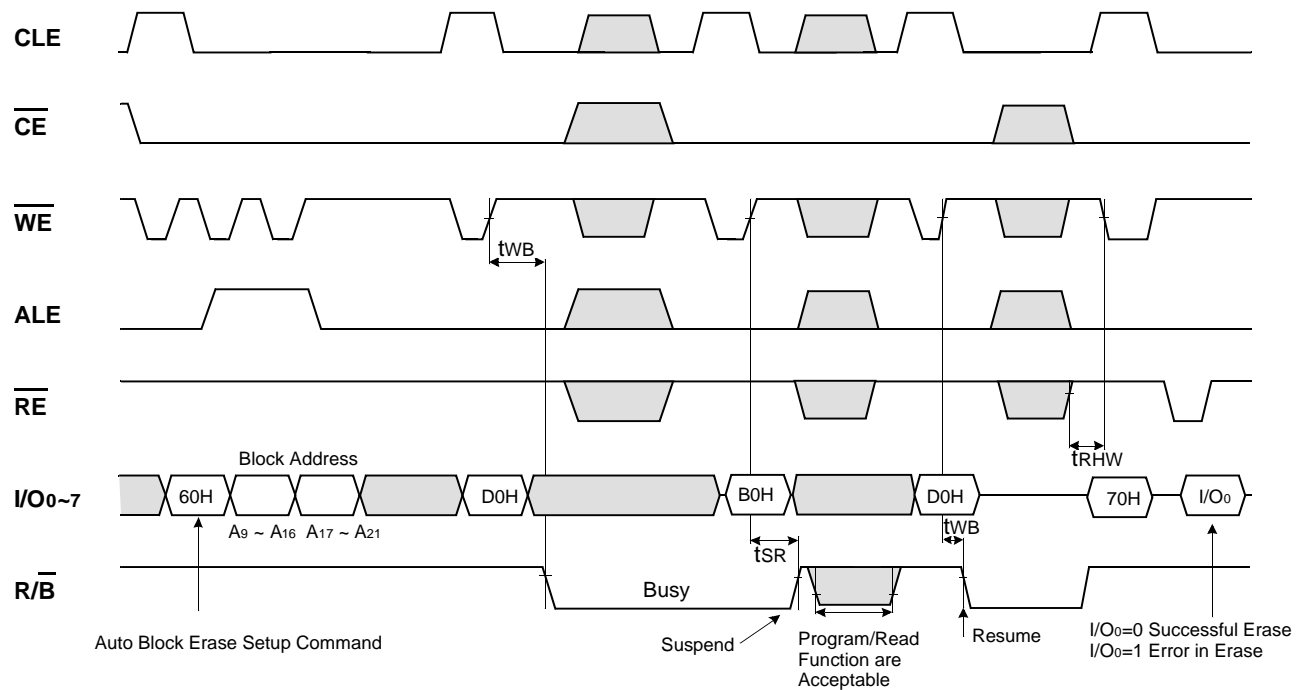 CLE
CE
WE
tWB
ALE
RE
tRHW
Block Address
I/O0~7
60H
D0H
B0H
D0H
70H
I/O0
A9 ~ A16 A17 ~ A21
tSR
tWB
R/B
Busy
Auto Block Erase Setup Command
Suspend
Program/Read
Function are
Acceptable
Resume
I/O0=0 Successful Erase
I/O0=1 Error in Erase